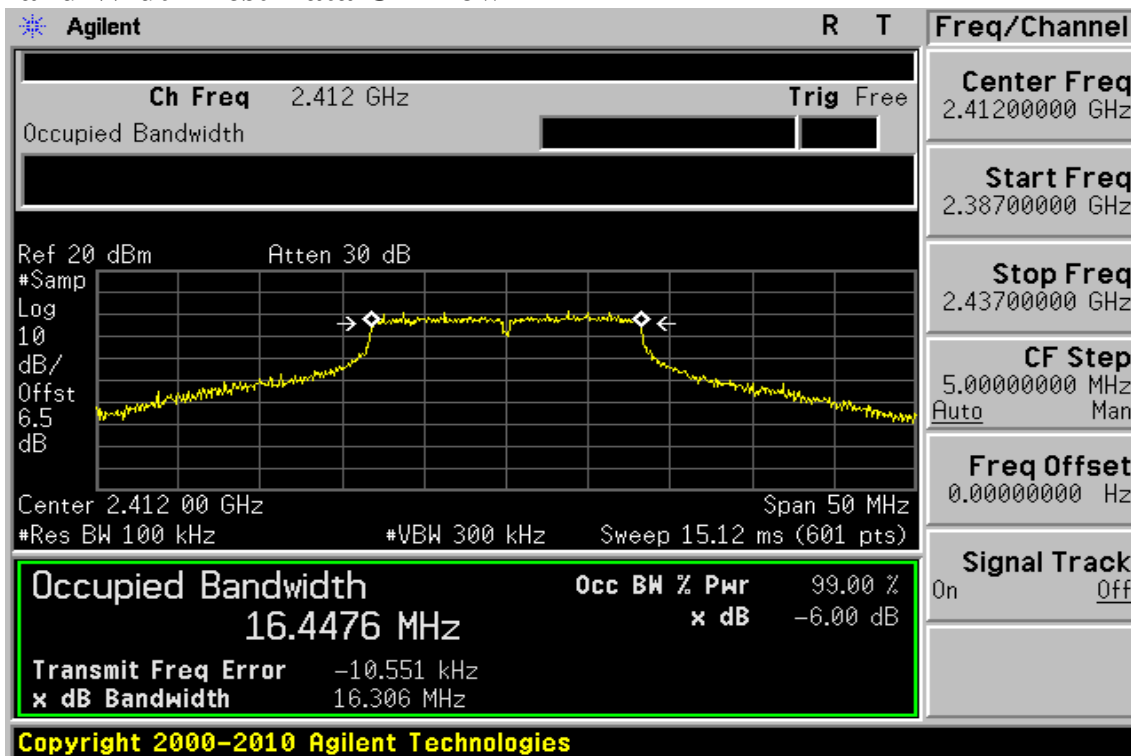 Agilent R T Freq/Channel
Ch Freq 2.412 GHz Trig Free
Occupied Bandwidth
Center Freq
2.41200000 GHz
Start Freq
2.38700000 GHz
Stop Freq
2.43700000 GHz
CF Step
5.00000000 MHz
Auto Man
Freq Offset
0.00000000 Hz
Signal Track
On Off
Ref 20 dBm Atten 30 dB
#Samp
Log
10
dB/
Offst
6.5
dB
Center 2.412 00 GHz Span 50 MHz
#Res BW 100 kHz #VBW 300 kHz Sweep 15.12 ms (601 pts)
Occupied Bandwidth Occ BW % Pwr 99.00 %
16.4476 MHz x dB -6.00 dB
Transmit Freq Error -10.551 kHz
x dB Bandwidth 16.306 MHz
Copyright 2000-2010 Agilent Technologies